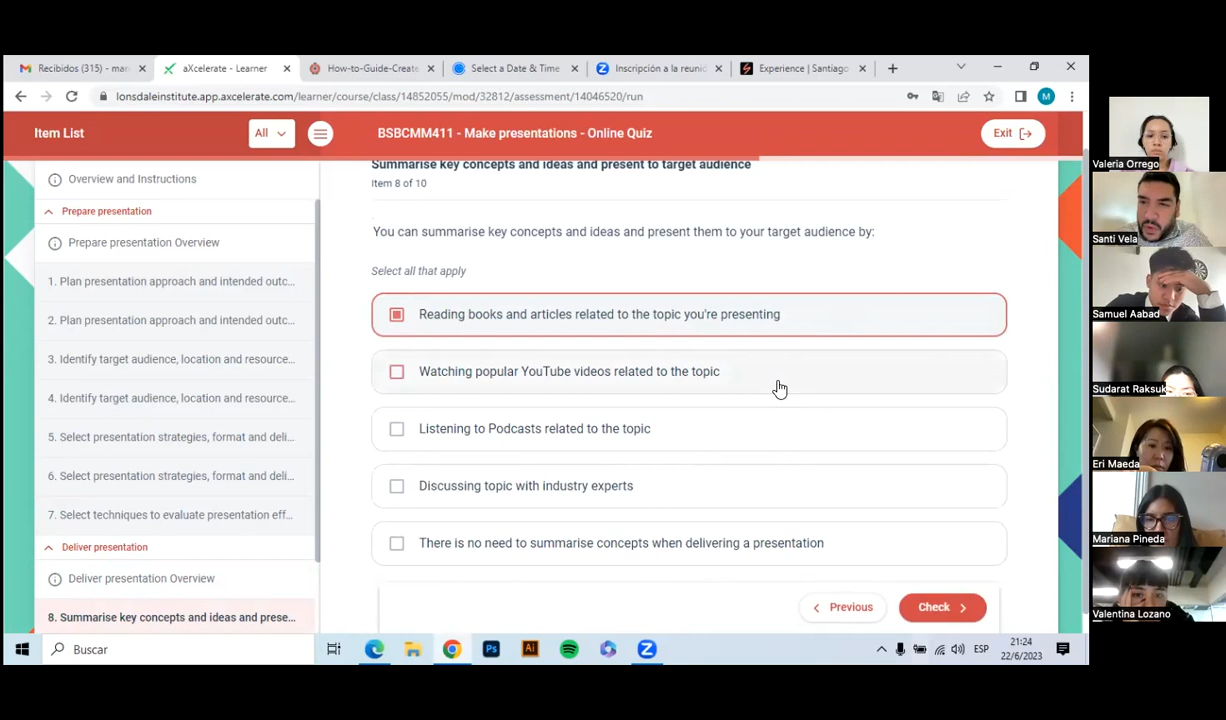 Recibidos (315) - mar
aXcelerate - Learner
How-to-Guide-Create
Select a Date & Time
Inscripción a la reunió
Experience | Santiago
lonsdaleinstitute.app.axcelerate.com/learner/course/class/14852055/mod/32812/assessment/14046520/run
M
Item List
All
BSBCMM411 - Make presentations - Online Quiz
Exit
Overview and Instructions
Prepare presentation
Prepare presentation Overview
1. Plan presentation approach and intended outc...
2. Plan presentation approach and intended outc...
3. Identify target audience, location and resource...
4. Identify target audience, location and resource...
5. Select presentation strategies, format and deli...
6. Select presentation strategies, format and deli...
7. Select techniques to evaluate presentation eff...
Deliver presentation
Deliver presentation Overview
8. Summarise key concepts and ideas and prese...
Summarise key concepts and ideas and present to target audience
Item 8 of 10
You can summarise key concepts and ideas and present them to your target audience by:
Select all that apply
Reading books and articles related to the topic you're presenting
Watching popular YouTube videos related to the topic
Listening to Podcasts related to the topic
Discussing topic with industry experts
There is no need to summarise concepts when delivering a presentation
Previous
Check
Buscar
Ps
Ai
ESP
21:24
22/6/2023
Valeria Orrego
Santi Vela
Samuel Aabad
Sudarat Raksuk
Eri Maeda
Mariana Pineda
Valentina Lozano